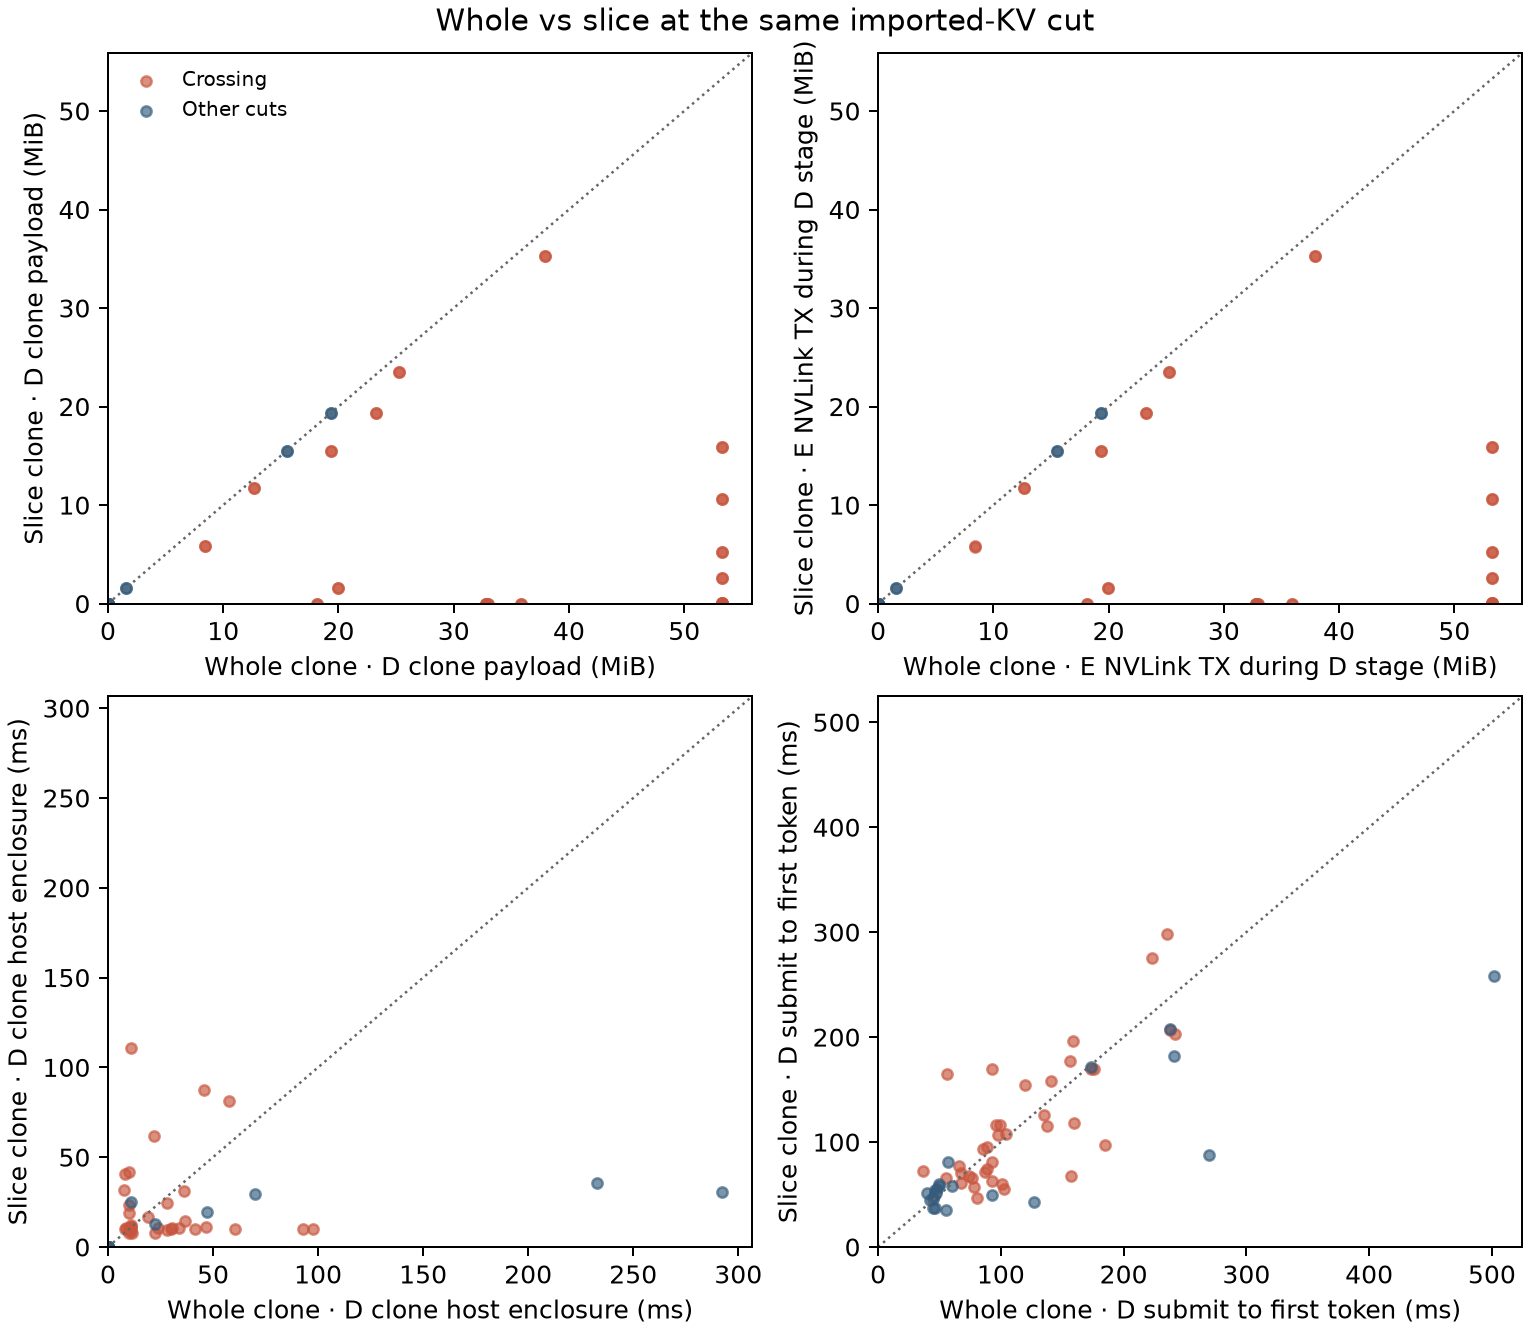 Whole vs slice at the same imported-KV cut
Crossing
Other cuts
50
40
30
20
10
0
0 10 20 30 40 50
Slice clone · D clone payload (MiB)
Whole clone · D clone payload (MiB)
50
40
30
20
10
0
0 10 20 30 40 50
Slice clone · E NVLink TX during D stage (MiB)
Whole clone · E NVLink TX during D stage (MiB)
300
250
200
150
100
50
0
0 50 100 150 200 250 300
Slice clone · D clone host enclosure (ms)
Whole clone · D clone host enclosure (ms)
500
400
300
200
100
0
0 100 200 300 400 500
Slice clone · D submit to first token (ms)
Whole clone · D submit to first token (ms)